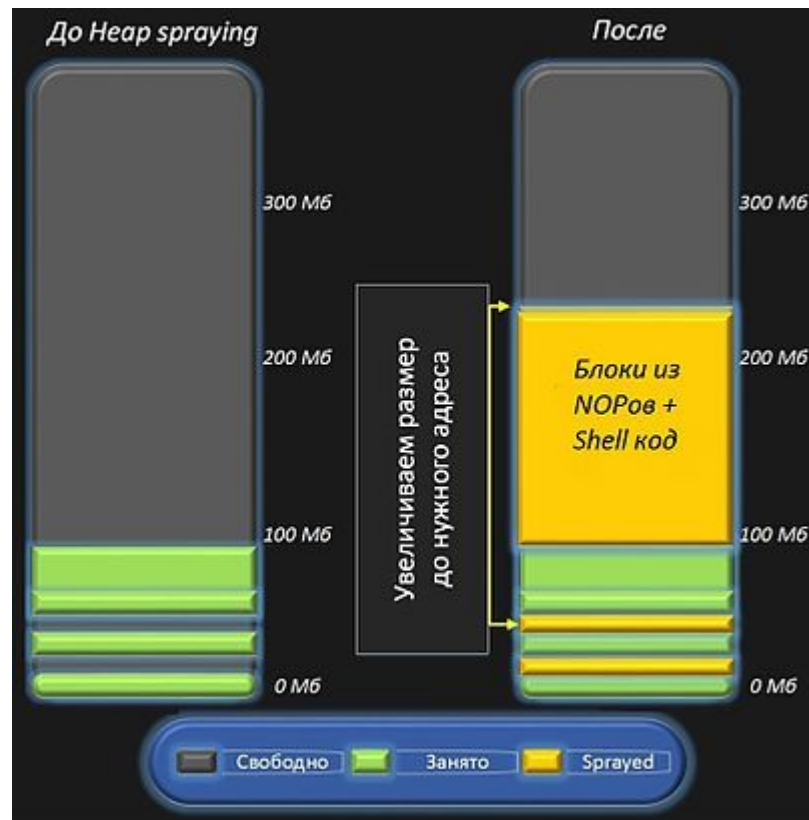 До Heap spraying
После
300 Мб
300 Мб
200 Мб
200 Мб
Увеличиваем размер
до нужного адреса
Блоки из
NOPов +
Shell код
100 Мб
100 Мб
0 Мб
0 Мб
Свободно
Занято
Sprayed